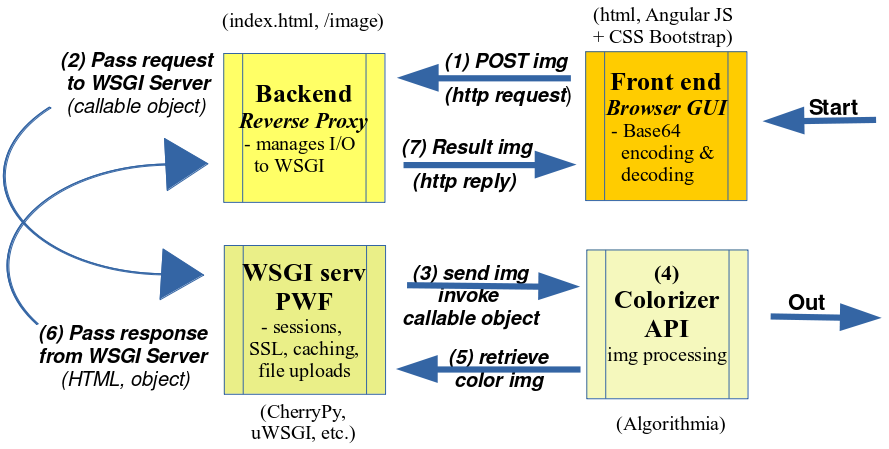 (index.html, /image)
(html, Angular JS
+ CSS Bootstrap)
(2) Pass request
to WSGI Server
(callable object)
Backend
Reverse Proxy
- manages I/O
to WSGI
(1) POST img
(http request)
(7) Result img
(http reply)
Front end
Browser GUI
- Base64
encoding &
decoding
Start
(6) Pass response
from WSGI Server
(HTML, object)
WSGI serv
PWF
- sessions,
SSL, caching,
file uploads
(CherryPy,
uWSGI, etc.)
(3) send img
invoke
callable object
(5) retrieve
color img
(4)
Colorizer
API
img processing
(Algorithmia)
Out